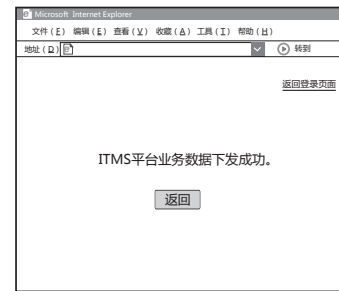 Microsoft Internet Explorer
文件(F) 编辑(E) 查看(V) 收藏(A) 工具(T) 帮助(H)
地址(D) 转到
返回登录页面
ITMS平台业务数据下发成功。
返回